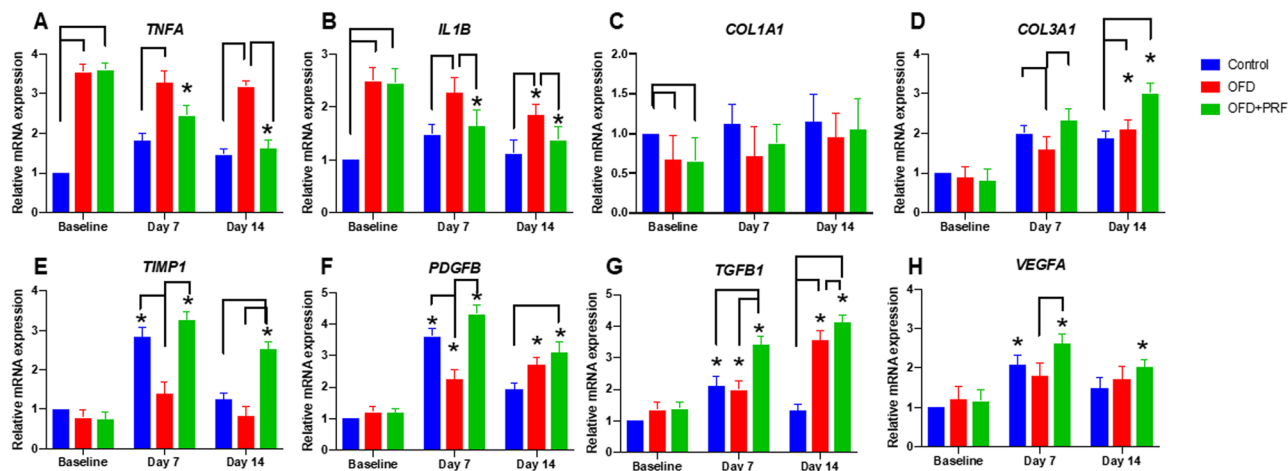 A
TNFA
Relative mRNA expression
4
3
2
1
0
Baseline Day 7 Day 14
B
IL1B
Relative mRNA expression
3
2
1
0
Baseline Day 7 Day 14
C
COL1A1
Relative mRNA expression
2.0
1.5
1.0
0.5
0.0
Baseline Day 7 Day 14
D
COL3A1
Relative mRNA expression
4
3
2
1
0
* *
Baseline Day 7 Day 14
Control
OFD
OFD+PRF
E
TIMP1
Relative mRNA expression
4
3
2
1
0
* * *
Baseline Day 7 Day 14
F
PDGFB
Relative mRNA expression
5
4
3
2
1
0
* * * * *
Baseline Day 7 Day 14
G
TGFB1
Relative mRNA expression
5
4
3
2
1
0
* * * * *
Baseline Day 7 Day 14
H
VEGFA
Relative mRNA expression
4
3
2
1
0
* * *
Baseline Day 7 Day 14